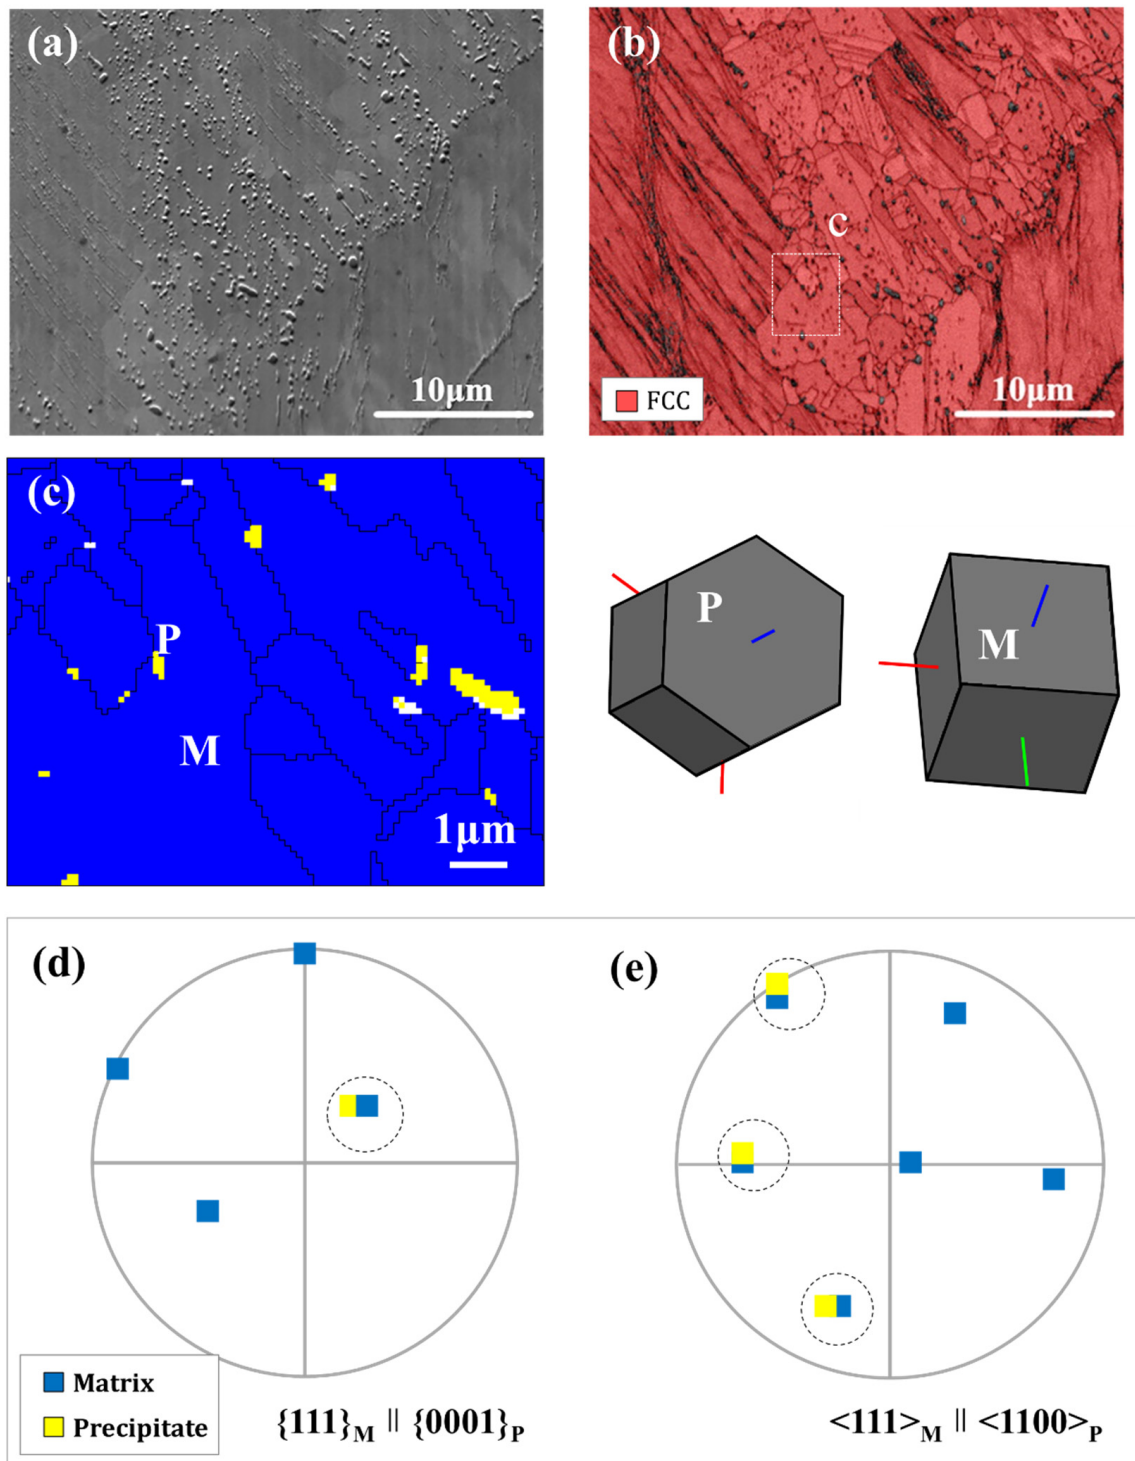 (a)
10μm
(b)
c
FCC
10μm
(c)
P
M
1μm
P
M
(d)
(e)
Matrix
Precipitate
{111}M ∥ {0001}P
<111>M ∥ <1100>P